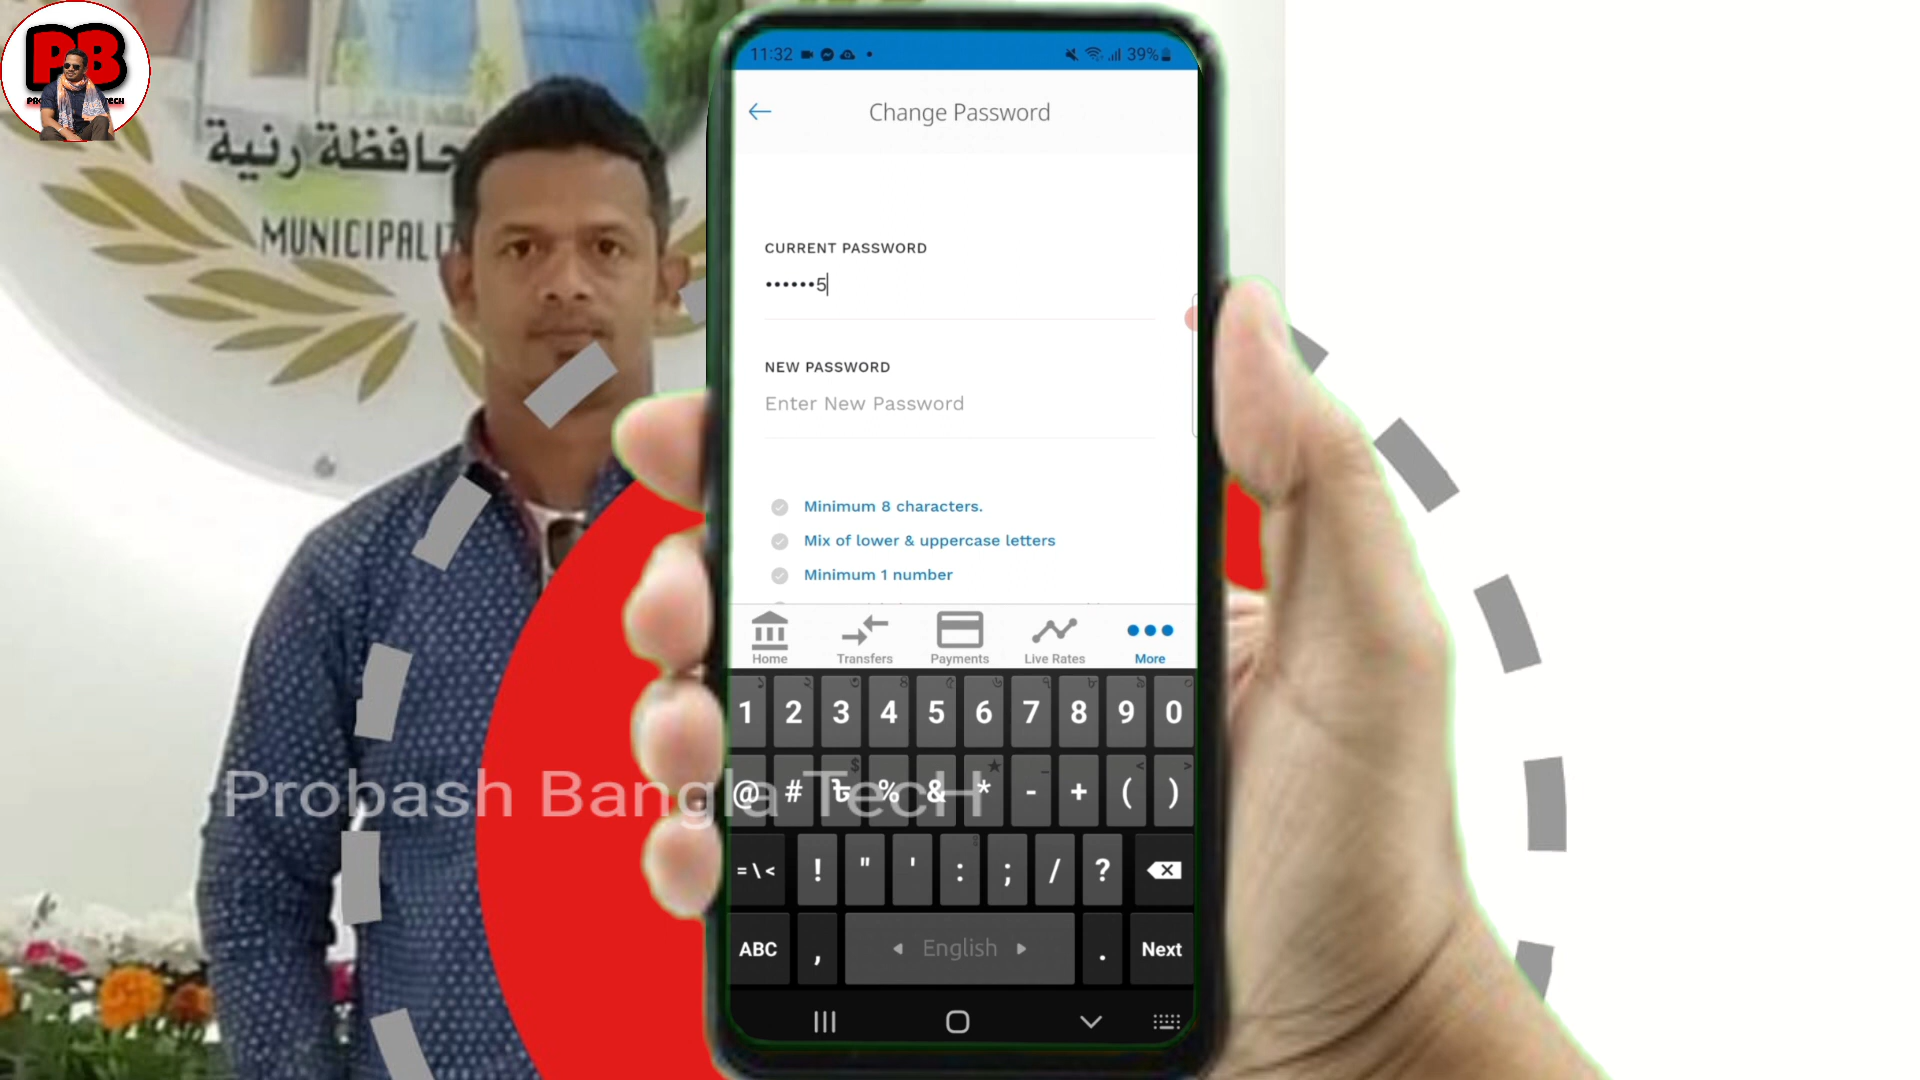 PB
حافظة رنية
MUNICIPALI
11:32
39%
Change Password
CURRENT PASSWORD
••••••5
NEW PASSWORD
Enter New Password
Minimum 8 characters.
Mix of lower & uppercase letters
Minimum 1 number
Home Transfers Payments Live Rates More
1 2 3 4 5 6 7 8 9 0
@ # ৳ % & * - + ( )
=\< ! " ' : ; / ?
ABC , English . Next
Probash Bangla TecH